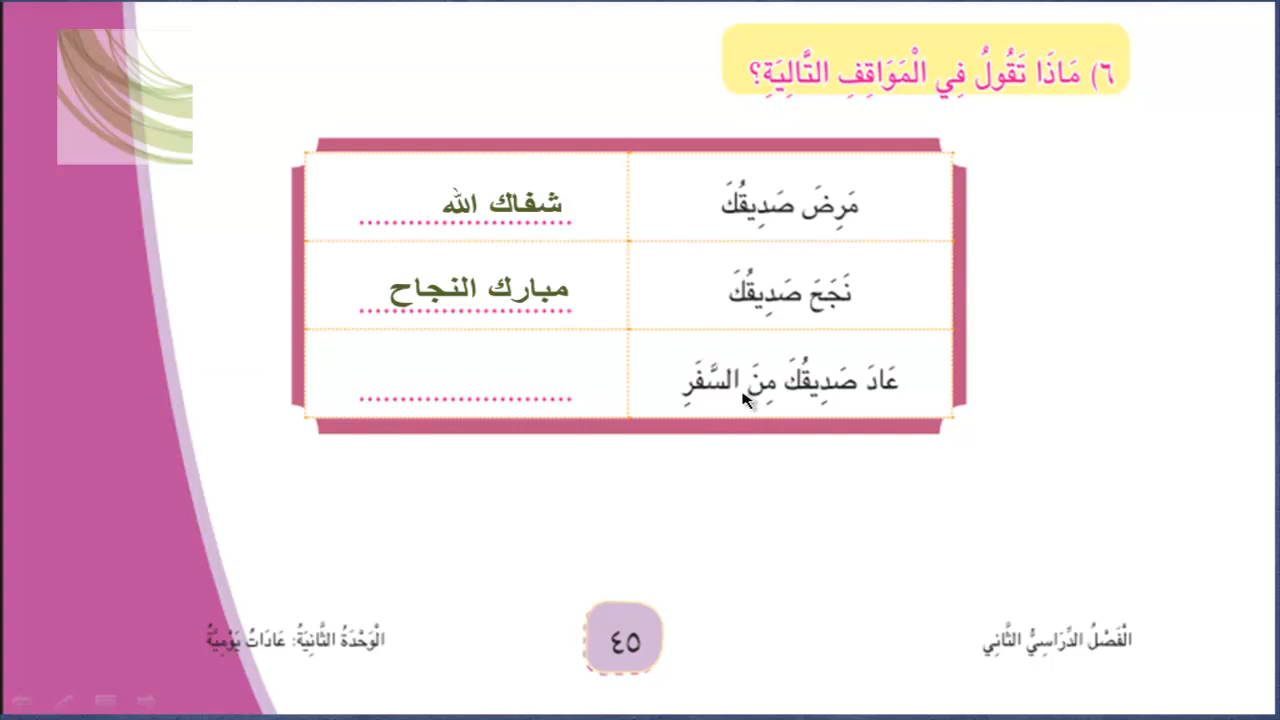 ٦) مَاذَا تَقُولُ فِي الْمَوَاقِفِ التَّالِيَةِ؟
مَرِضَ صَدِيقُكَ
شفاك الله
نَجَحَ صَدِيقُكَ
مبارك النجاح
عَادَ صَدِيقُكَ مِنَ السَّفَرِ
الْفَصْلُ الدِّرَاسِيُّ الثَّانِي
٤٥
الْوَحْدَةُ الثَّانِيَةُ: عَادَاتٌ يَوْمِيَّةٌ